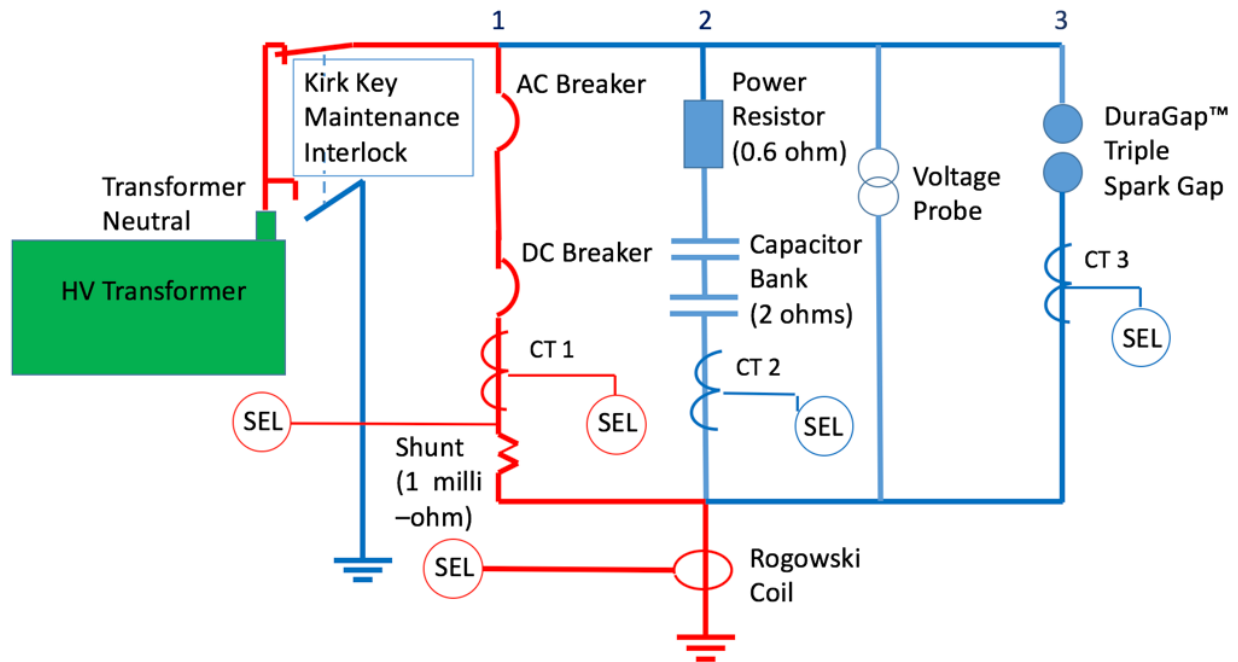 1
2
3
Kirk Key
Maintenance
Interlock
AC Breaker
Power
Resistor
(0.6 ohm)
DuraGap™
Triple
Spark Gap
Transformer
Neutral
Voltage
Probe
HV Transformer
DC Breaker
Capacitor
Bank
(2 ohms)
CT 3
SEL
CT 1
CT 2
SEL
SEL
SEL
Shunt
(1 milli
–ohm)
SEL
Rogowski
Coil